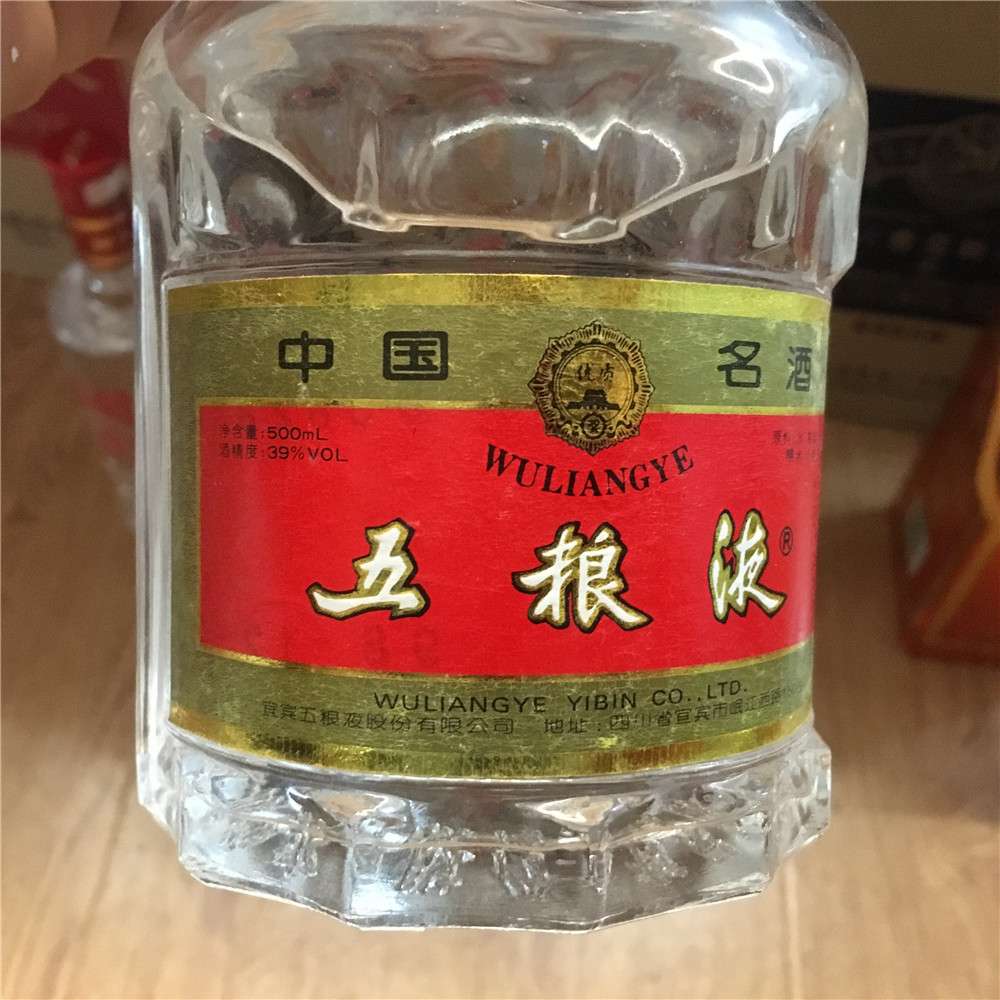 中国 名酒
优质
净含量:500mL
酒精度:39%VOL
WULIANGYE
五粮液®
WULIANGYE YIBIN CO.,LTD.
宜宾五粮液股份有限公司 地址:四川省宜宾市岷江西路